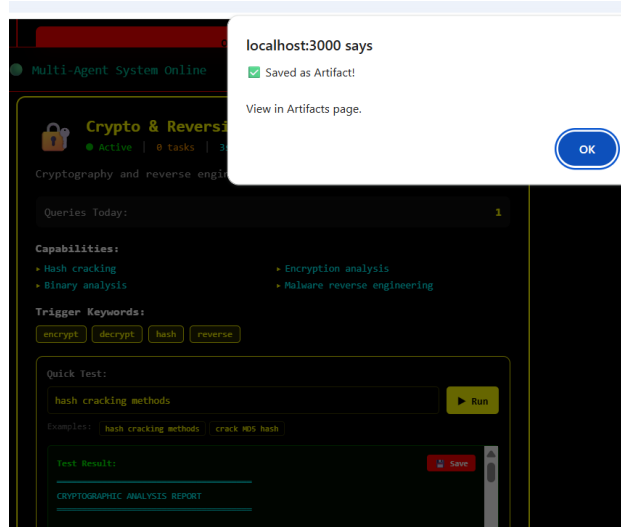 localhost:3000 says
✅ Saved as Artifact!
View in Artifacts page.
OK
Multi-Agent System Online
Crypto & Reversi
● Active | 0 tasks | 3
Cryptography and reverse engin
Queries Today: 1
Capabilities:
▸ Hash cracking ▸ Encryption analysis
▸ Binary analysis ▸ Malware reverse engineering
Trigger Keywords:
encrypt decrypt hash reverse
Quick Test:
hash cracking methods ▶ Run
Examples: hash cracking methods crack MD5 hash
Test Result: 💾 Save
CRYPTOGRAPHIC ANALYSIS REPORT